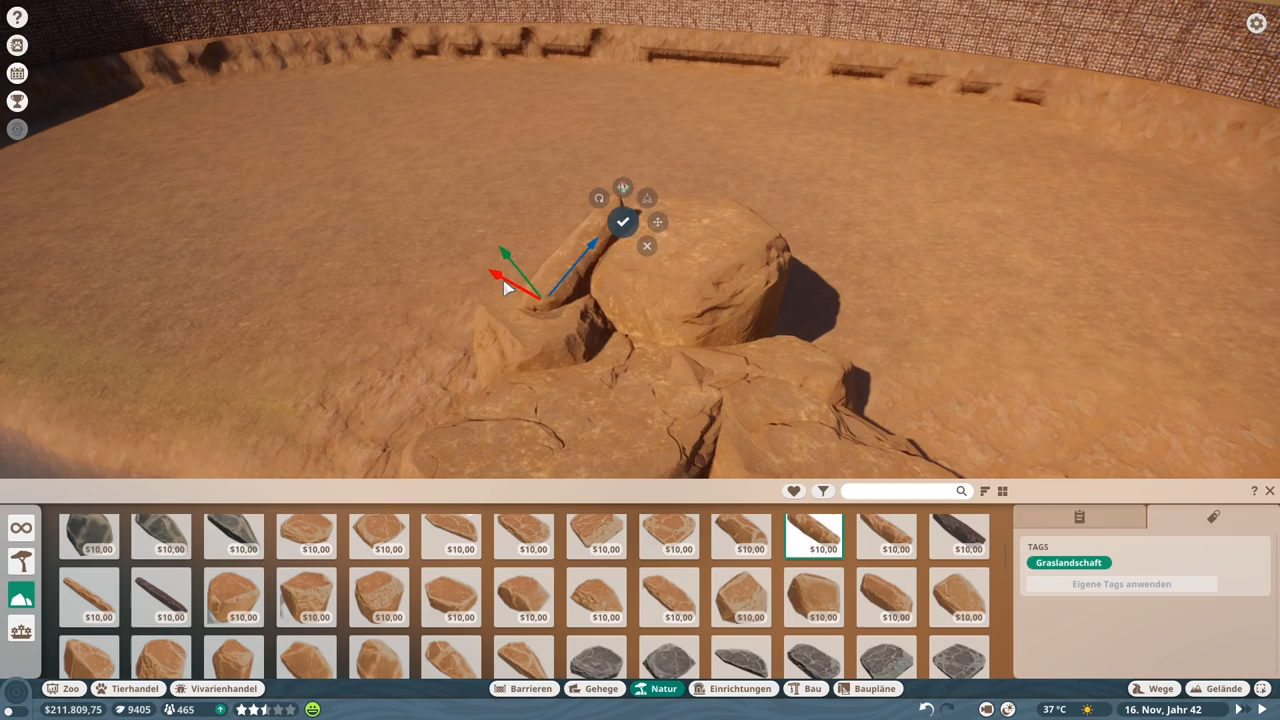 $10,00 $10,00 $10,00 $10,00 $10,00 $10,00 $10,00 $10,00 $10,00 $10,00 $10,00 $10,00 $10,00
$10,00 $10,00 $10,00 $10,00 $10,00 $10,00 $10,00 $10,00 $10,00 $10,00 $10,00 $10,00 $10,00
TAGS
Graslandschaft
Eigene Tags anwenden
Zoo Tierhandel Vivarienhandel Barrieren Gehege Natur Einrichtungen Bau Baupläne Wege Gelände
$211.809,75 9405 465 37 °C 16. Nov, Jahr 42